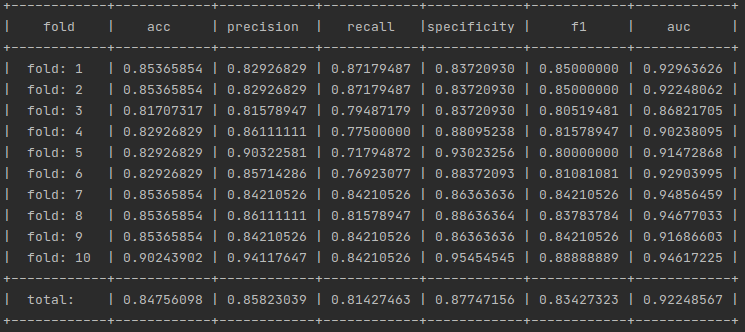 +------------+------------+------------+------------+------------+------------+------------+
|    fold    |    acc     | precision  |   recall   |specificity |     f1     |    auc     |
+------------+------------+------------+------------+------------+------------+------------+
|  fold: 1   | 0.85365854 | 0.82926829 | 0.87179487 | 0.83720930 | 0.85000000 | 0.92963626 |
|  fold: 2   | 0.85365854 | 0.82926829 | 0.87179487 | 0.83720930 | 0.85000000 | 0.92248062 |
|  fold: 3   | 0.81707317 | 0.81578947 | 0.79487179 | 0.83720930 | 0.80519481 | 0.86821705 |
|  fold: 4   | 0.82926829 | 0.86111111 | 0.77500000 | 0.88095238 | 0.81578947 | 0.90238095 |
|  fold: 5   | 0.82926829 | 0.90322581 | 0.71794872 | 0.93023256 | 0.80000000 | 0.91472868 |
|  fold: 6   | 0.82926829 | 0.85714286 | 0.76923077 | 0.88372093 | 0.81081081 | 0.92903995 |
|  fold: 7   | 0.85365854 | 0.84210526 | 0.84210526 | 0.86363636 | 0.84210526 | 0.94856459 |
|  fold: 8   | 0.85365854 | 0.86111111 | 0.81578947 | 0.88636364 | 0.83783784 | 0.94677033 |
|  fold: 9   | 0.85365854 | 0.84210526 | 0.84210526 | 0.86363636 | 0.84210526 | 0.91686603 |
|  fold: 10  | 0.90243902 | 0.94117647 | 0.84210526 | 0.95454545 | 0.88888889 | 0.94617225 |
+------------+------------+------------+------------+------------+------------+------------+
|  total:    | 0.84756098 | 0.85823039 | 0.81427463 | 0.87747156 | 0.83427323 | 0.92248567 |
+------------+------------+------------+------------+------------+------------+------------+